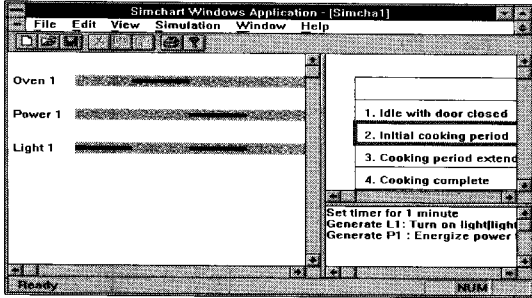 Simchart Windows Application - [Simcha1]
File Edit View Simulation Window Help
Oven 1
Power 1
Light 1
1. Idle with door closed
2. Initial cooking period
3. Cooking period extend
4. Cooking complete
Set timer for 1 minute
Generate L1: Turn on light|light
Generate P1 : Energize power
Ready
NUM